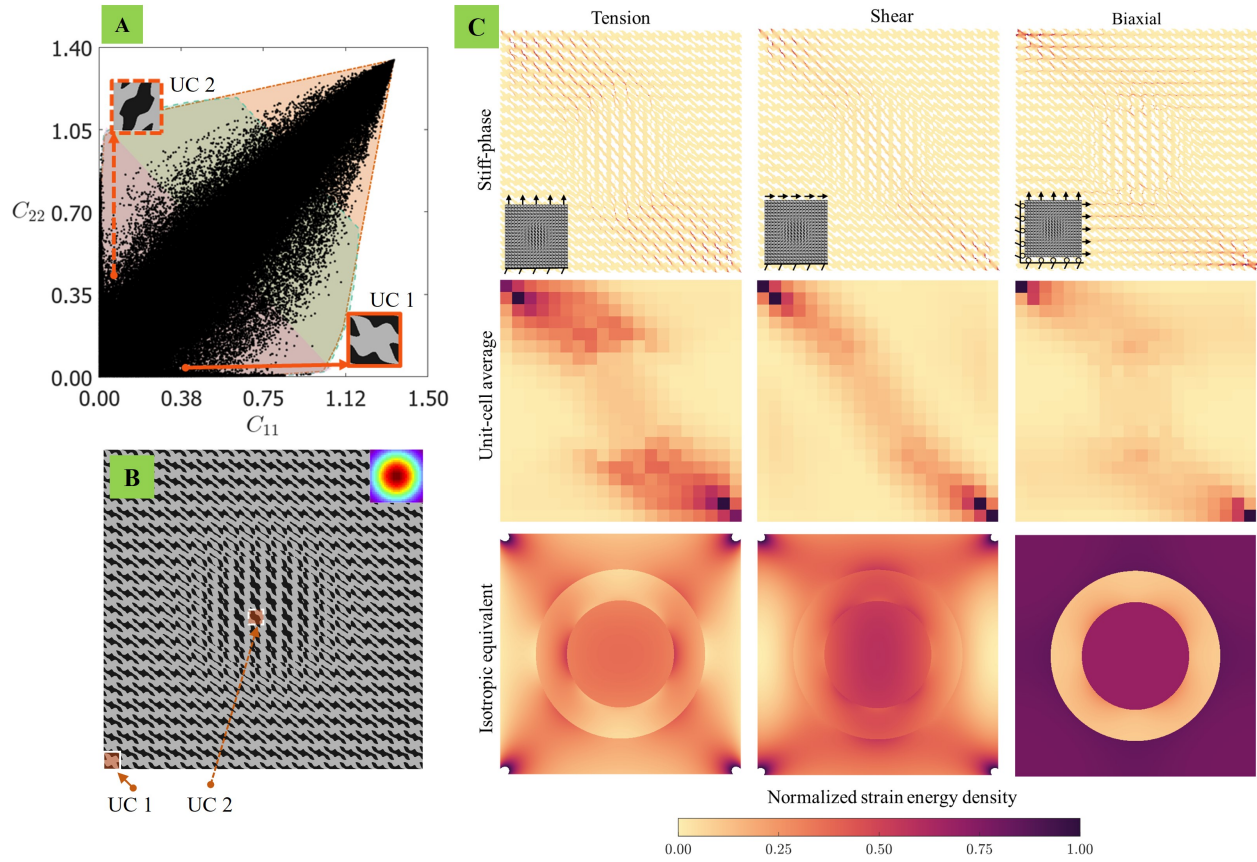 A
1.40
1.05
0.70
0.35
0.00
C22
0.00
0.38
0.75
1.12
1.50
C11
UC 2
UC 1
B
UC 1
UC 2
C
Tension
Shear
Biaxial
Stiff-phase
Unit-cell average
Isotropic equivalent
Normalized strain energy density
0.00
0.25
0.50
0.75
1.00